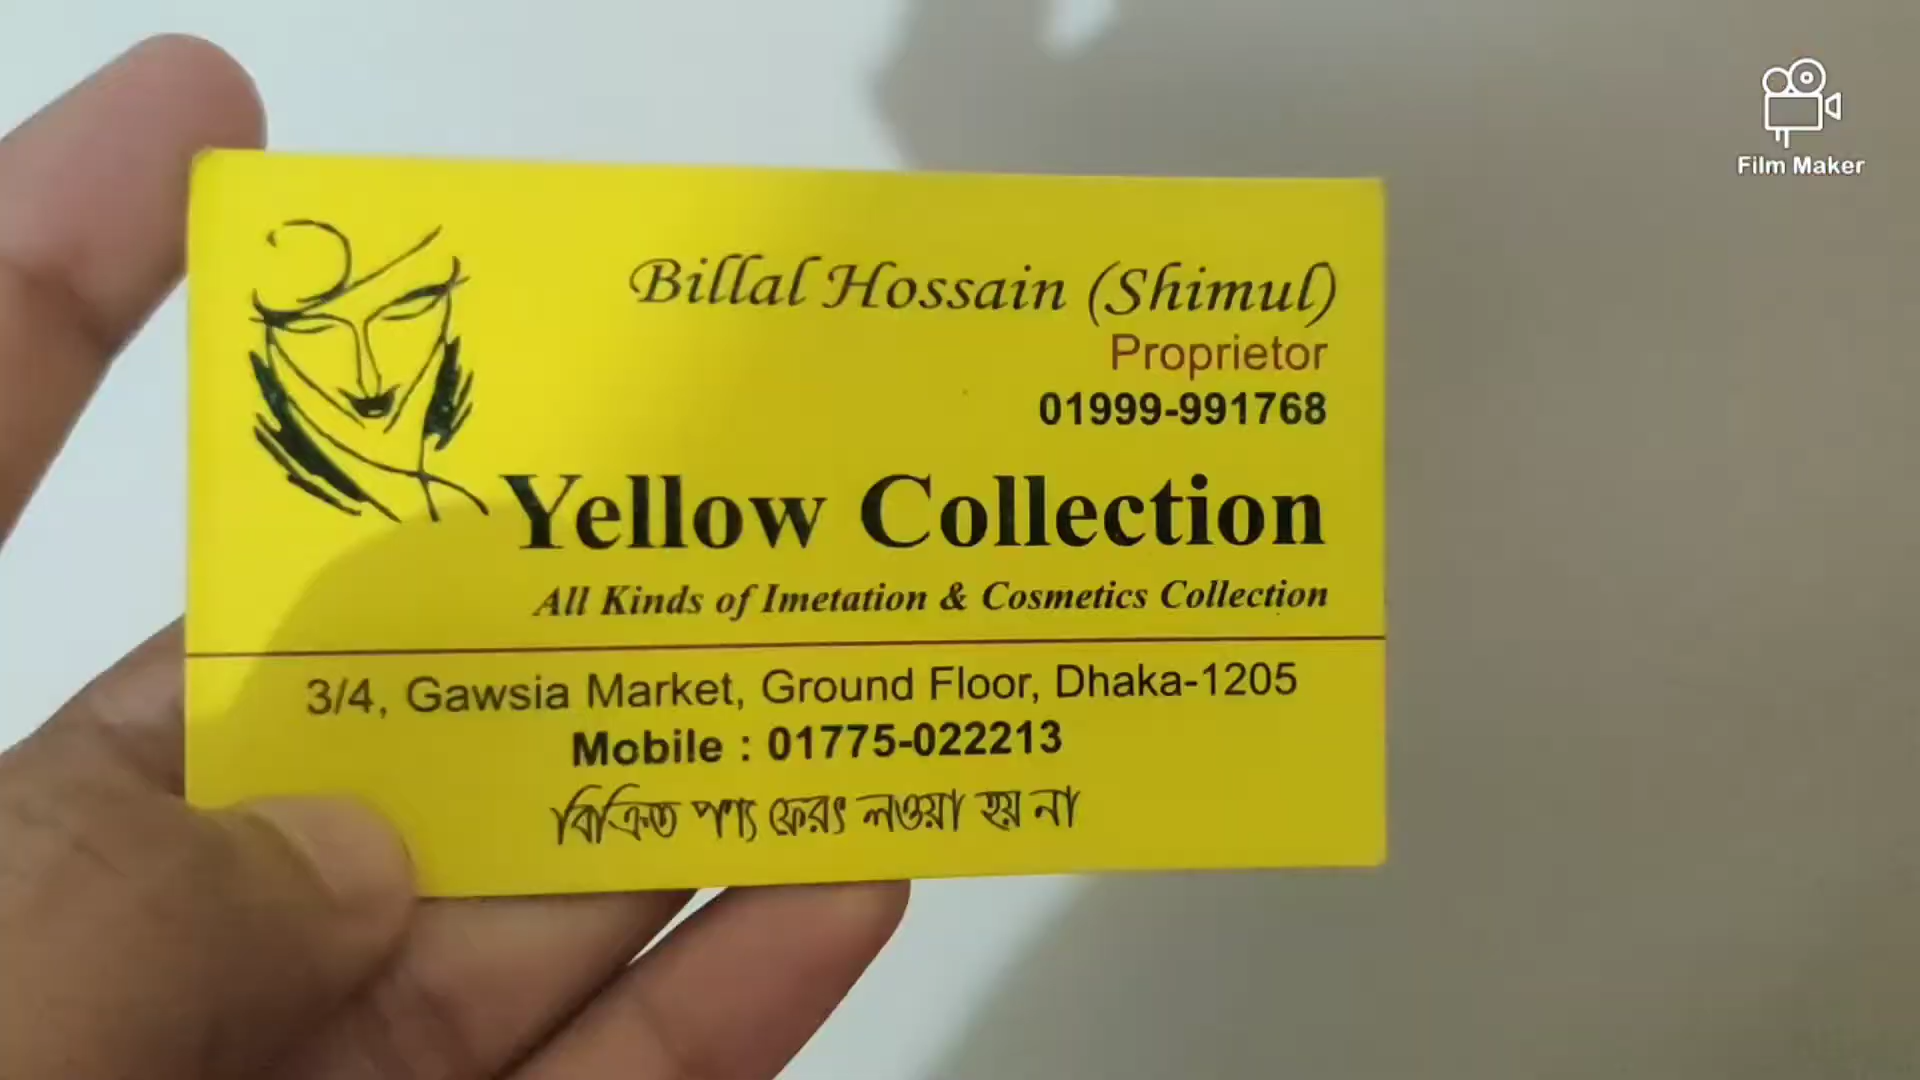 Film Maker
Billal Hossain (Shimul)
Proprietor
01999-991768
Yellow Collection
All Kinds of Imetation & Cosmetics Collection
3/4, Gawsia Market, Ground Floor, Dhaka-1205
Mobile : 01775-022213
বিক্রিত পণ্য ফেরৎ লওয়া হয় না